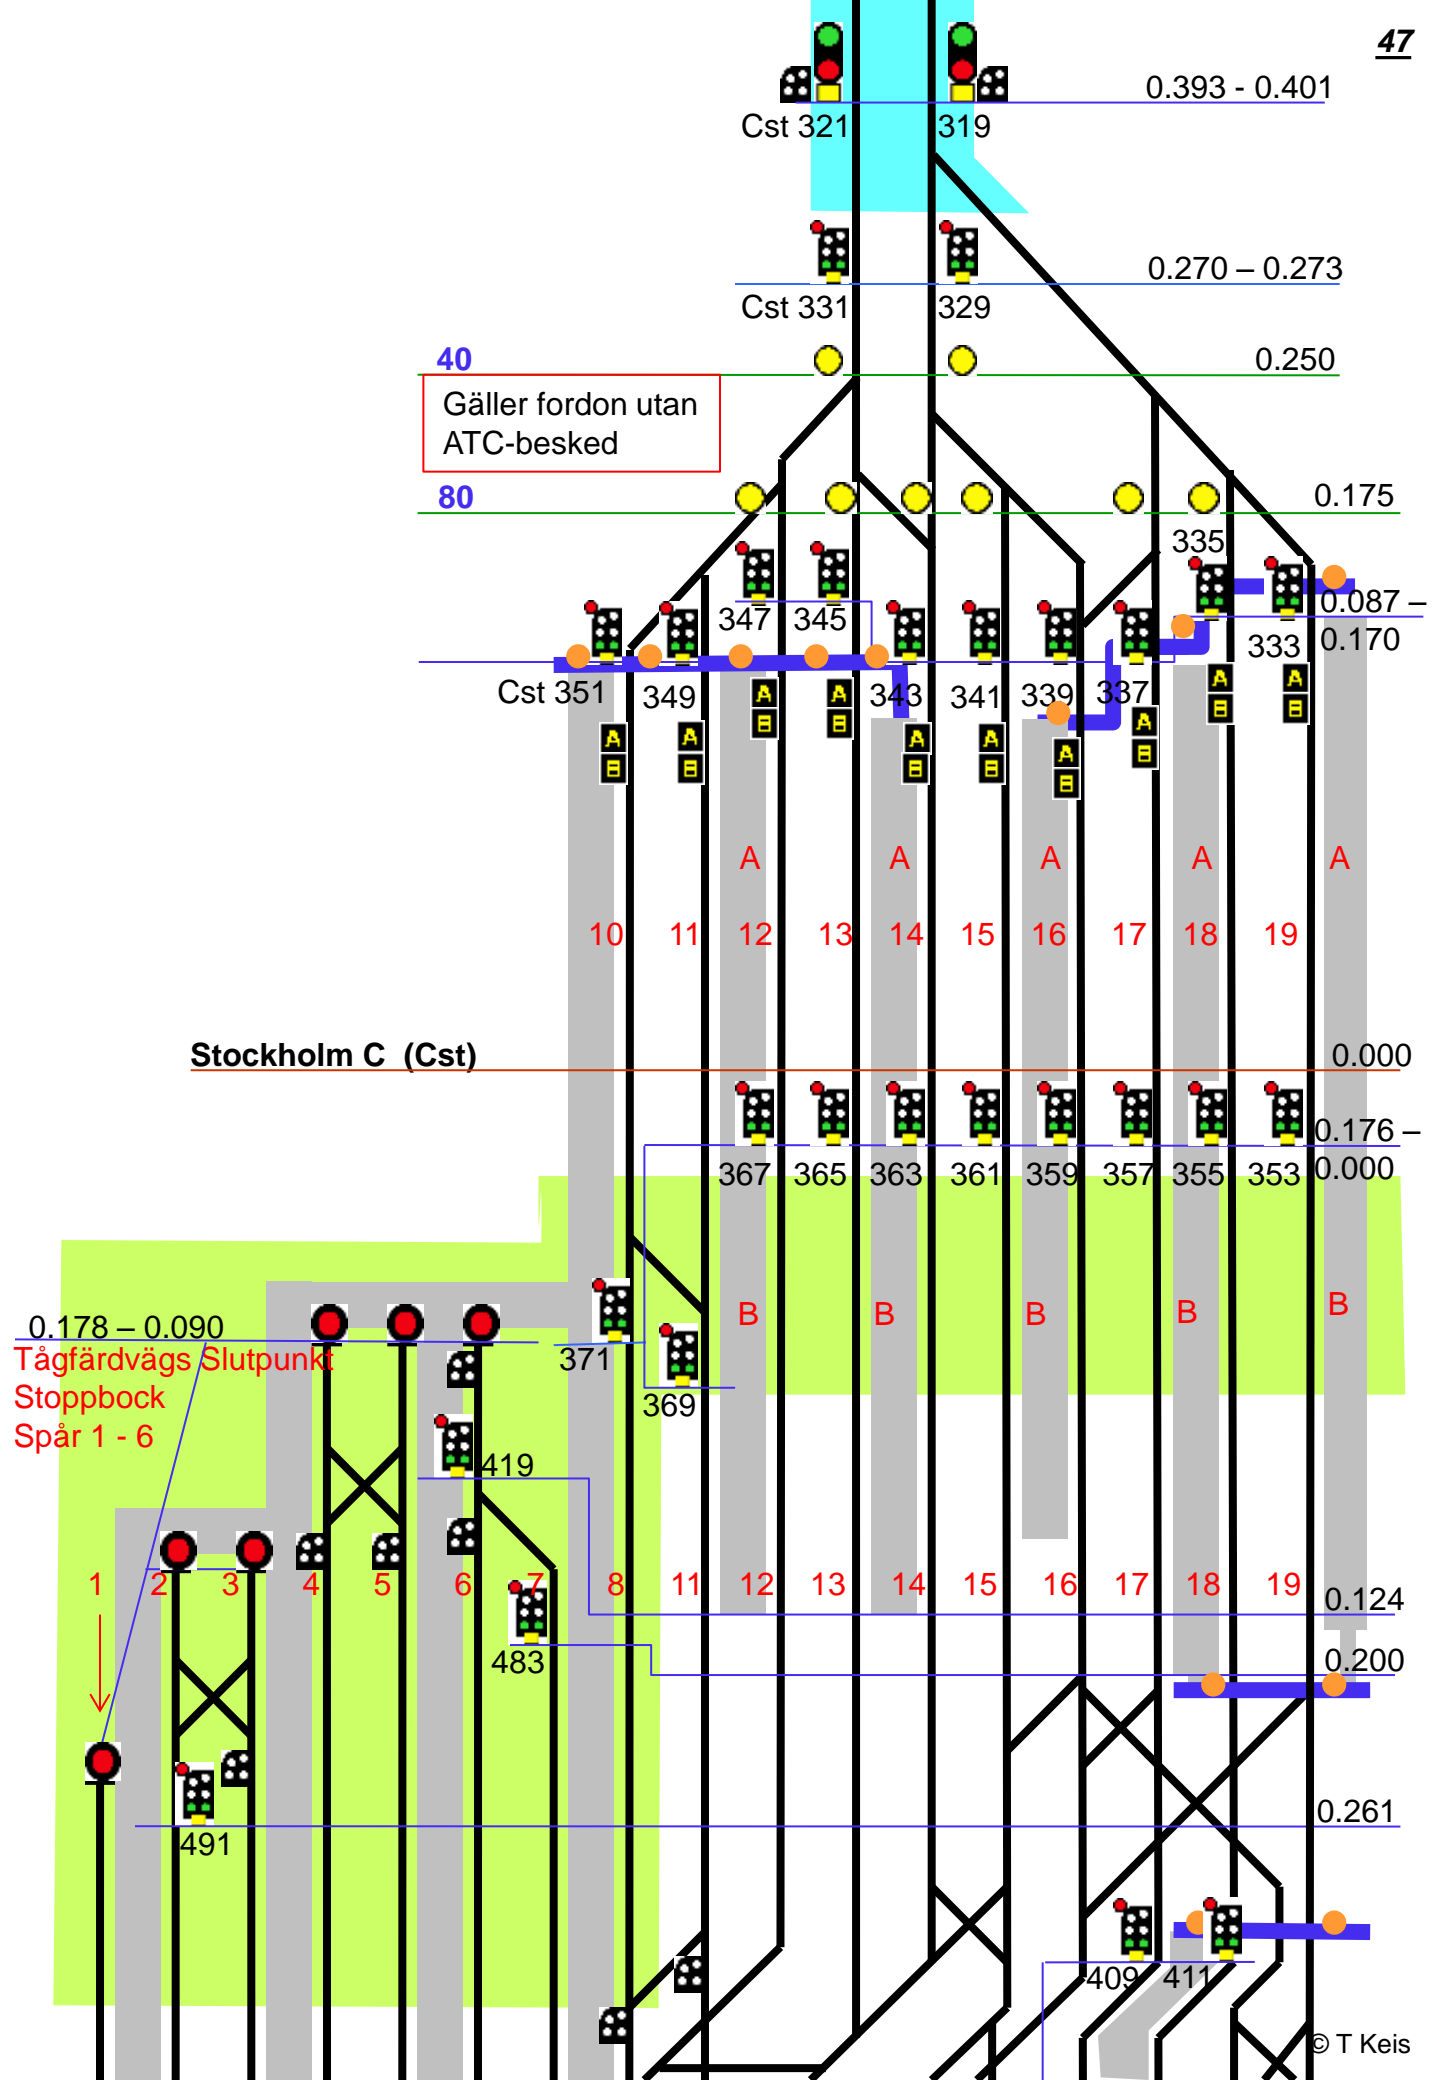 47
0.393 - 0.401
Cst 321 319
0.270 – 0.273
Cst 331 329
40 0.250
Gäller fordon utan
ATC-besked
80 0.175
335
0.087 –
347 345 333 0.170
Cst 351 349 343 341 339 337
A A A A A A A A A A
B B B B B B B B B B
A A A A A
10 11 12 13 14 15 16 17 18 19
Stockholm C (Cst) 0.000
0.176 –
367 365 363 361 359 357 355 353 0.000
B B B B B
0.178 – 0.090
Tågfärdvägs Slutpunkt 371
Stoppbock 369
Spår 1 - 6
419
1 2 3 4 5 6 7 8 11 12 13 14 15 16 17 18 19
0.124
483 0.200
0.261
491
409 411
© T Keis